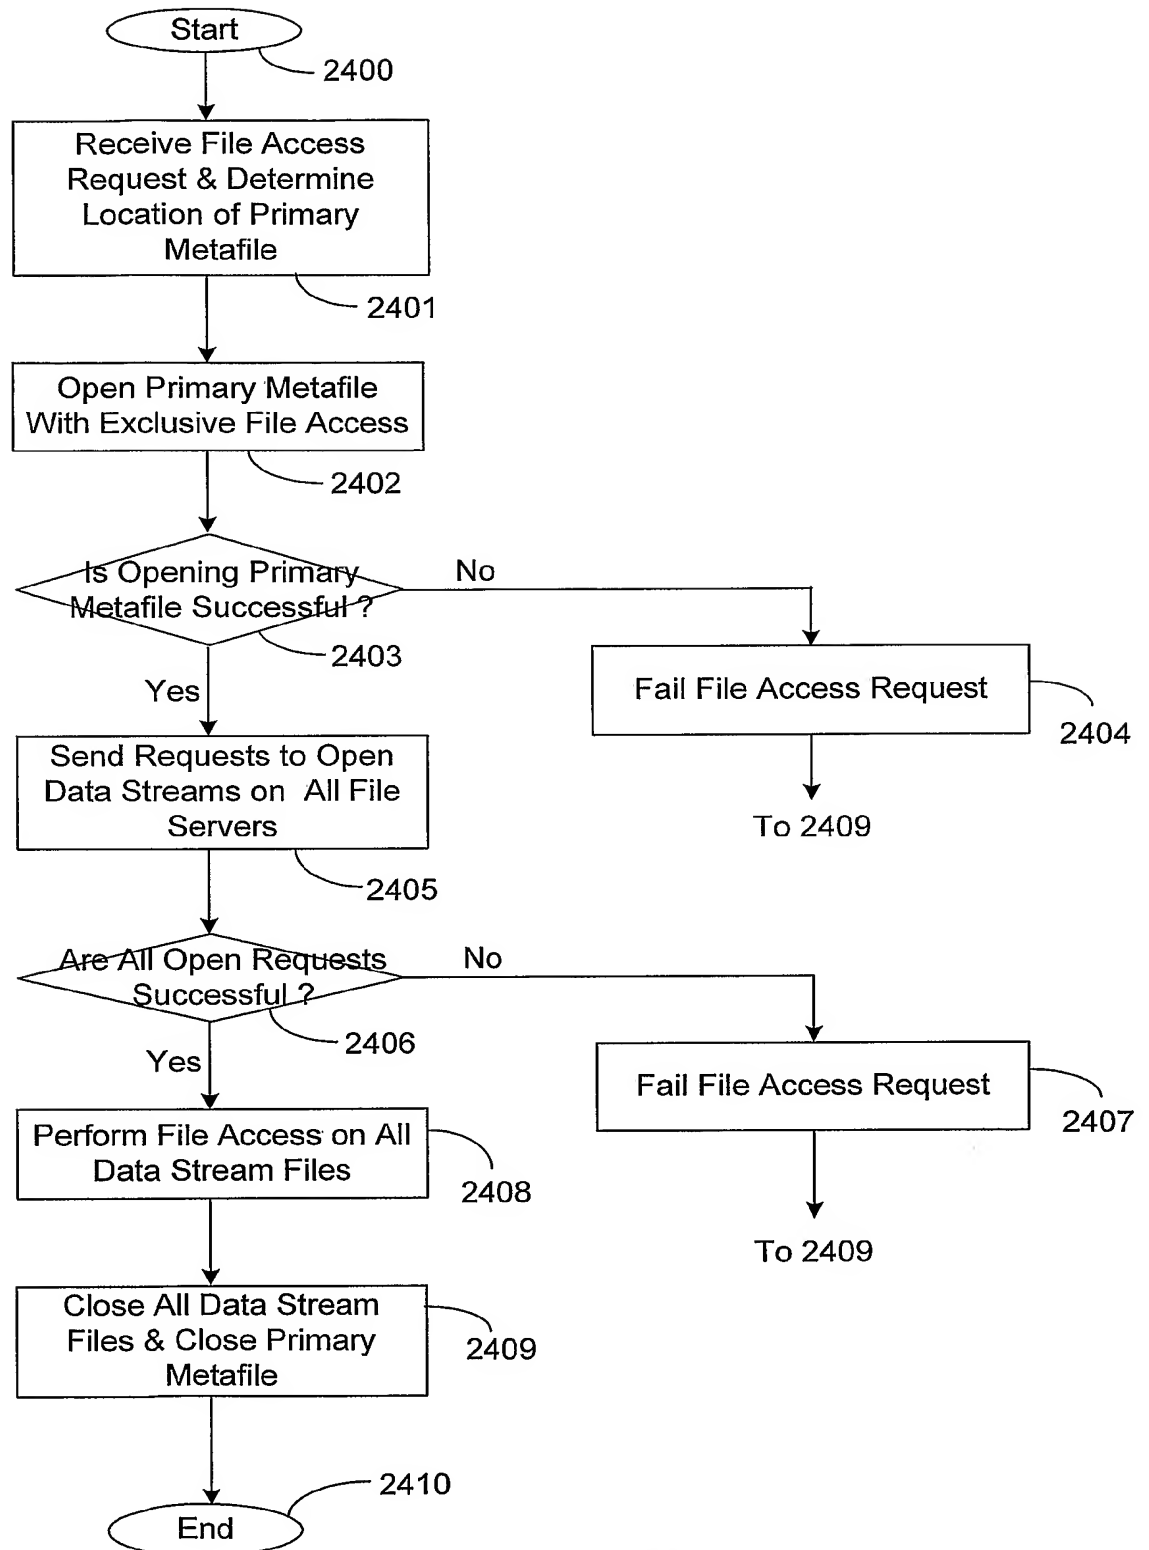 Start
2400
Receive File Access
Request & Determine
Location of Primary
Metafile
2401
Open Primary Metafile
With Exclusive File Access
2402
Is Opening Primary
Metafile Successful ?
No
2403
Yes
Fail File Access Request
2404
To 2409
Send Requests to Open
Data Streams on All File
Servers
2405
Are All Open Requests
Successful ?
No
2406
Yes
Fail File Access Request
2407
To 2409
Perform File Access on All
Data Stream Files
2408
Close All Data Stream
Files & Close Primary
Metafile
2409
2410
End